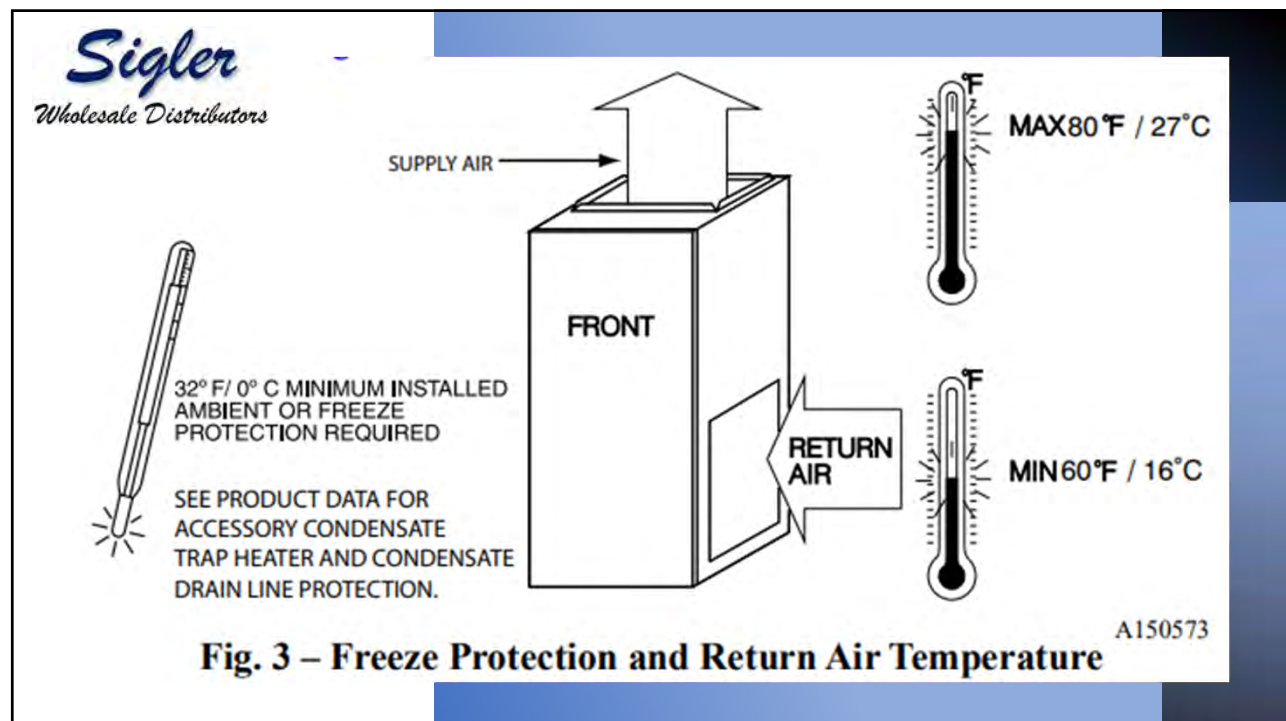 Sigler
Wholesale Distributors
SUPPLY AIR
°F
MAX 80°F / 27°C
FRONT
32° F/ 0° C MINIMUM INSTALLED
AMBIENT OR FREEZE
PROTECTION REQUIRED
SEE PRODUCT DATA FOR
ACCESSORY CONDENSATE
TRAP HEATER AND CONDENSATE
DRAIN LINE PROTECTION.
RETURN
AIR
°F
MIN 60°F / 16°C
A150573
Fig. 3 – Freeze Protection and Return Air Temperature